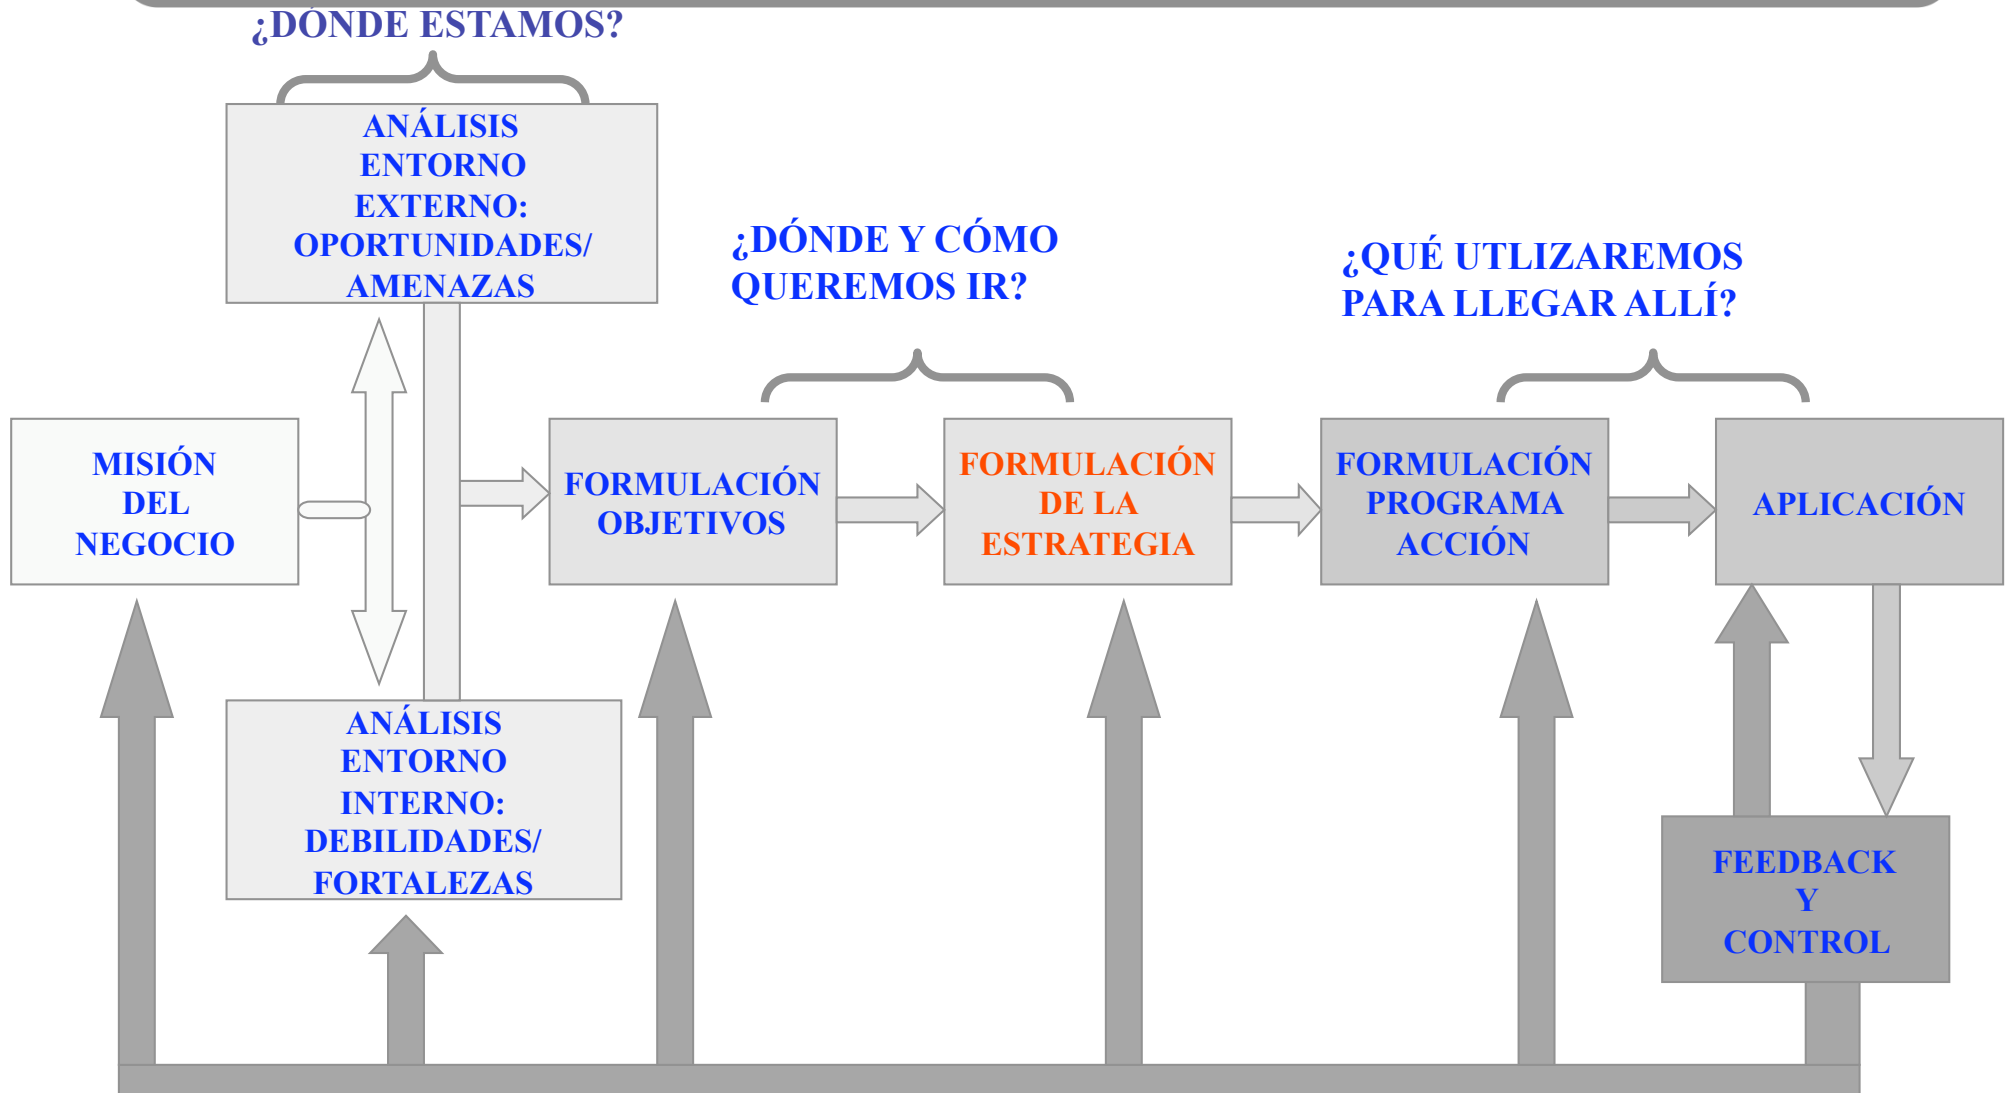 ¿DÓNDE ESTAMOS?
ANÁLISIS
ENTORNO
EXTERNO:
OPORTUNIDADES/
AMENAZAS
¿DÓNDE Y CÓMO
QUEREMOS IR?
¿QUÉ UTLIZAREMOS
PARA LLEGAR ALLÍ?
MISIÓN
DEL
NEGOCIO
FORMULACIÓN
OBJETIVOS
FORMULACIÓN
DE LA
ESTRATEGIA
FORMULACIÓN
PROGRAMA
ACCIÓN
APLICACIÓN
ANÁLISIS
ENTORNO
INTERNO:
DEBILIDADES/
FORTALEZAS
FEEDBACK
Y
CONTROL